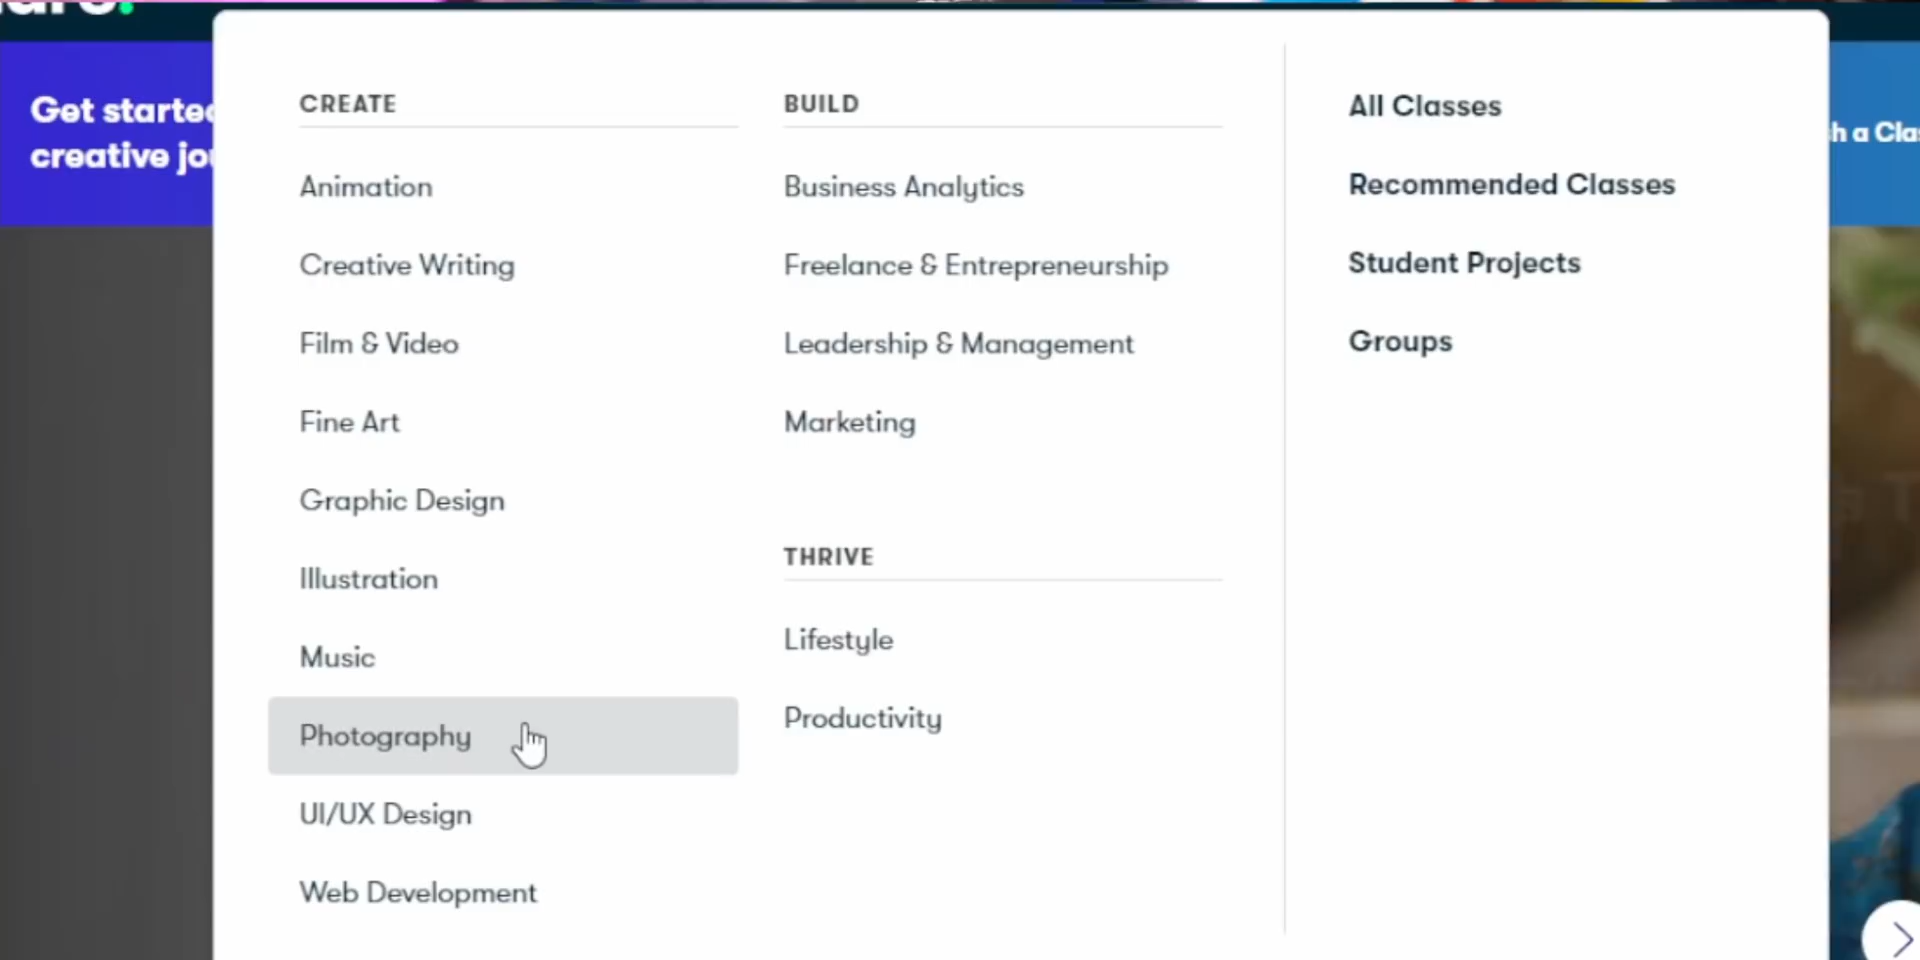 Get started
creative
CREATE
Animation
Creative Writing
Film & Video
Fine Art
Graphic Design
Illustration
Music
Photography
UI/UX Design
Web Development
BUILD
Business Analytics
Freelance & Entrepreneurship
Leadership & Management
Marketing
THRIVE
Lifestyle
Productivity
All Classes
Recommended Classes
Student Projects
Groups
a